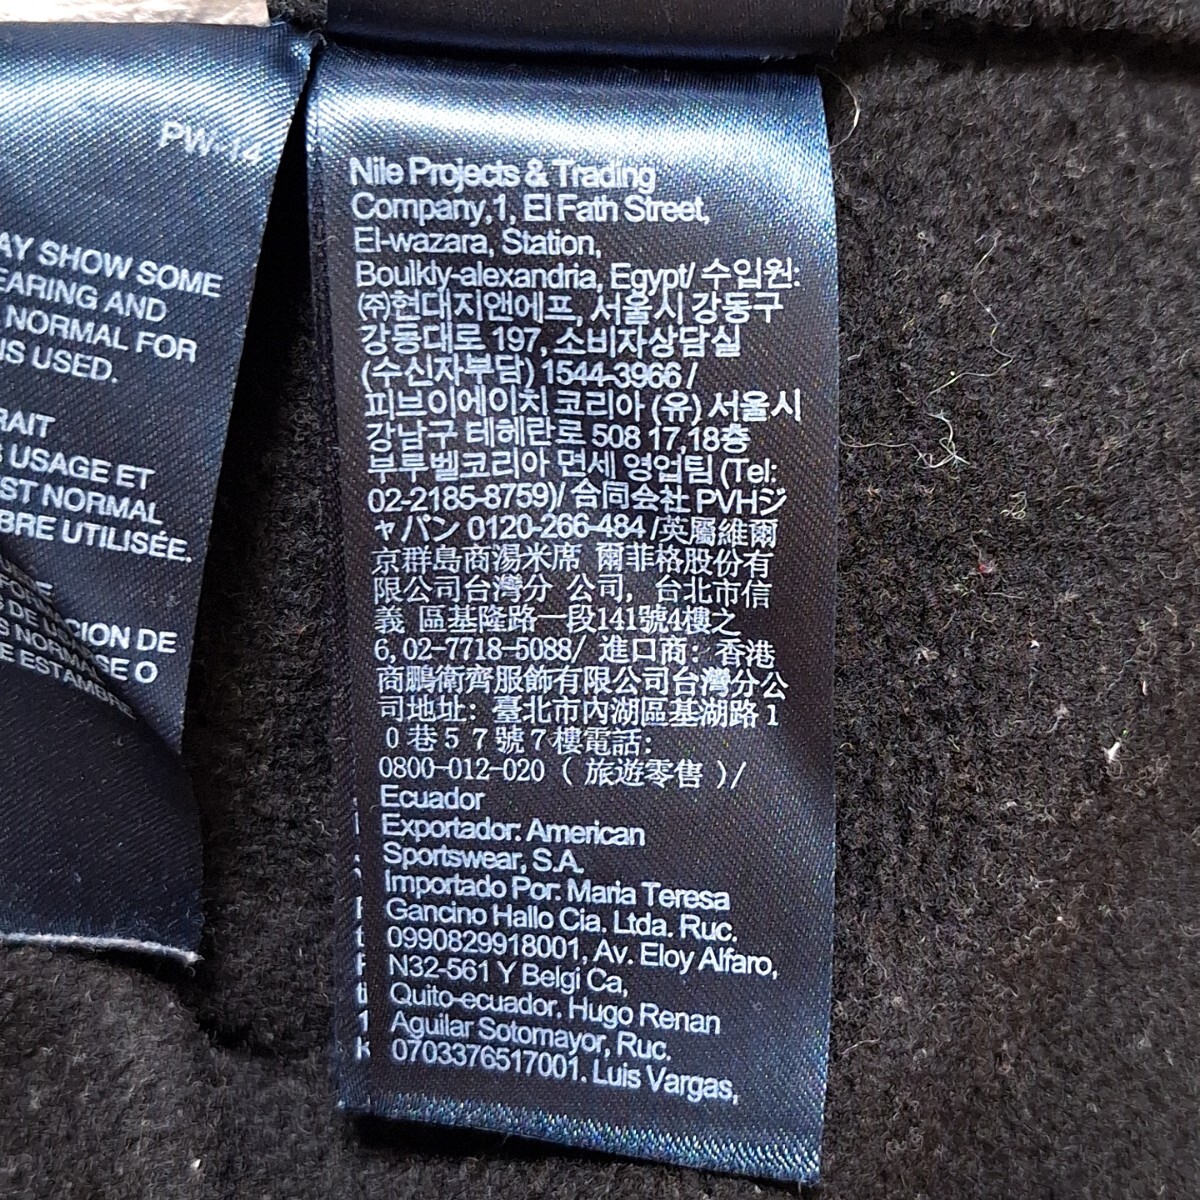 PW-14
AY SHOW SOME
EARING AND
NORMAL FOR
US USED.
RAIT
S USAGE ET
ST NORMAL
BRE UTILISÉE.
CION DE
SE O
ESTAMBRE
Nile Projects & Trading
Company,1, El Fath Street,
El-wazara, Station,
Boulkly-alexandria, Egypt/ 수입원:
㈜현대지앤에프, 서울시 강동구
강동대로 197, 소비자상담실
(수신자부담) 1544-3966 /
피브이에이치 코리아 (유) 서울시
강남구 테헤란로 508 17,18층
부루벨코리아 면세 영업팀 (Tel:
02-2185-8759)/ 合同会社 PVHジ
ャパン 0120-266-484 /英屬維爾
京群島商湯米席 爾菲格股份有
限公司台灣分 公司, 台北市信
義 區基隆路一段141號4樓之
6, 02-7718-5088/ 進口商: 香港
商鵬衛齊服飾有限公司台灣分公
司地址: 臺北市內湖區基湖路 1
0 巷 5 7 號 7 樓電話:
0800-012-020 ( 旅遊零售 )/
Ecuador
Exportador: American
Sportswear, S.A.
Importado Por: Maria Teresa
Gancino Hallo Cia. Ltda. Ruc.
0990829918001, Av. Eloy Alfaro,
N32-561 Y Belgi Ca,
Quito-ecuador. Hugo Renan
Aguilar Sotomayor, Ruc.
0703376517001. Luis Vargas,